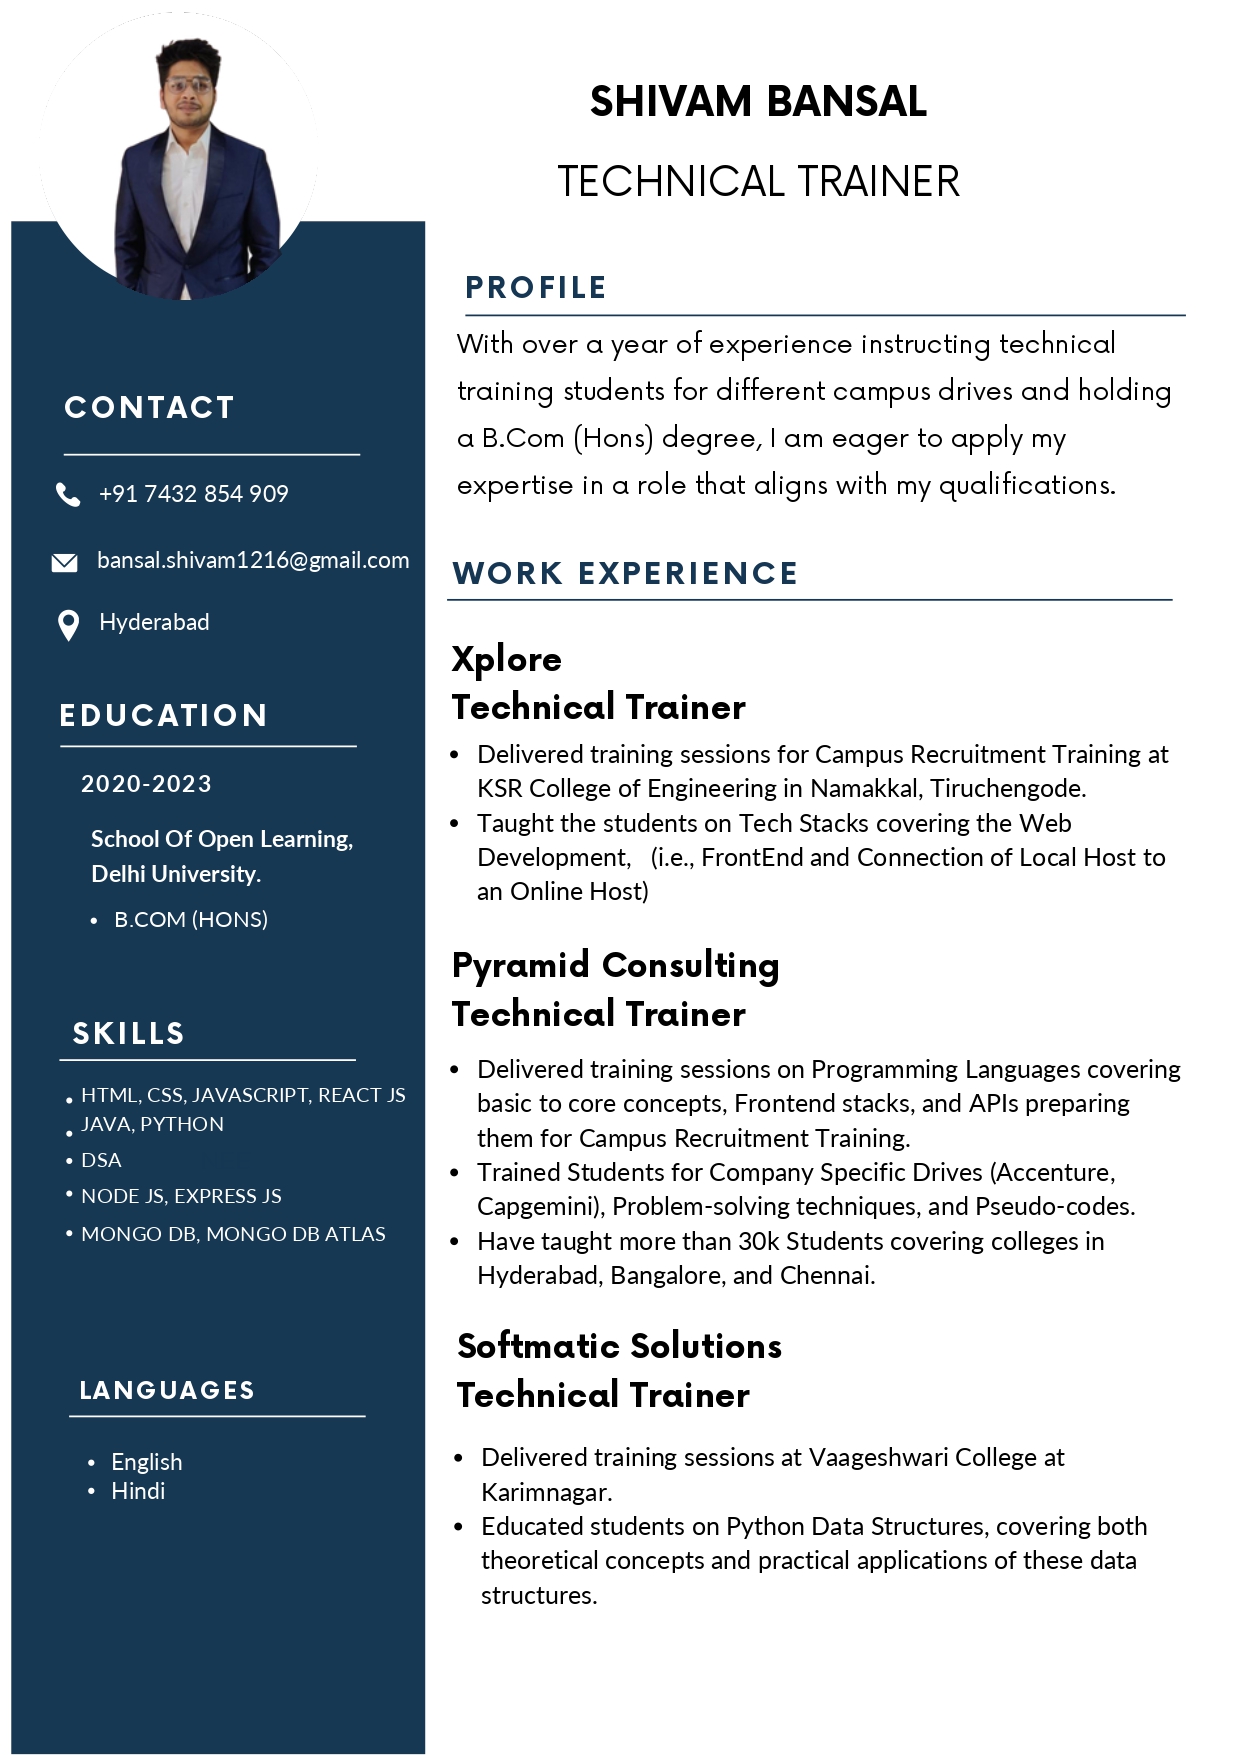 SHIVAM BANSAL
TECHNICAL TRAINER
CONTACT
+91 7432 854 909
bansal.shivam1216@gmail.com
Hyderabad
EDUCATION
2020-2023
School Of Open Learning,
Delhi University.
• B.COM (HONS)
SKILLS
• HTML, CSS, JAVASCRIPT, REACT JS
• JAVA, PYTHON
• DSA
• NODE JS, EXPRESS JS
• MONGO DB, MONGO DB ATLAS
LANGUAGES
• English
• Hindi
PROFILE
With over a year of experience instructing technical
training students for different campus drives and holding
a B.Com (Hons) degree, I am eager to apply my
expertise in a role that aligns with my qualifications.
WORK EXPERIENCE
Xplore
Technical Trainer
• Delivered training sessions for Campus Recruitment Training at
KSR College of Engineering in Namakkal, Tiruchengode.
• Taught the students on Tech Stacks covering the Web
Development, (i.e., FrontEnd and Connection of Local Host to
an Online Host)
Pyramid Consulting
Technical Trainer
• Delivered training sessions on Programming Languages covering
basic to core concepts, Frontend stacks, and APIs preparing
them for Campus Recruitment Training.
• Trained Students for Company Specific Drives (Accenture,
Capgemini), Problem-solving techniques, and Pseudo-codes.
• Have taught more than 30k Students covering colleges in
Hyderabad, Bangalore, and Chennai.
Softmatic Solutions
Technical Trainer
• Delivered training sessions at Vaageshwari College at
Karimnagar.
• Educated students on Python Data Structures, covering both
theoretical concepts and practical applications of these data
structures.